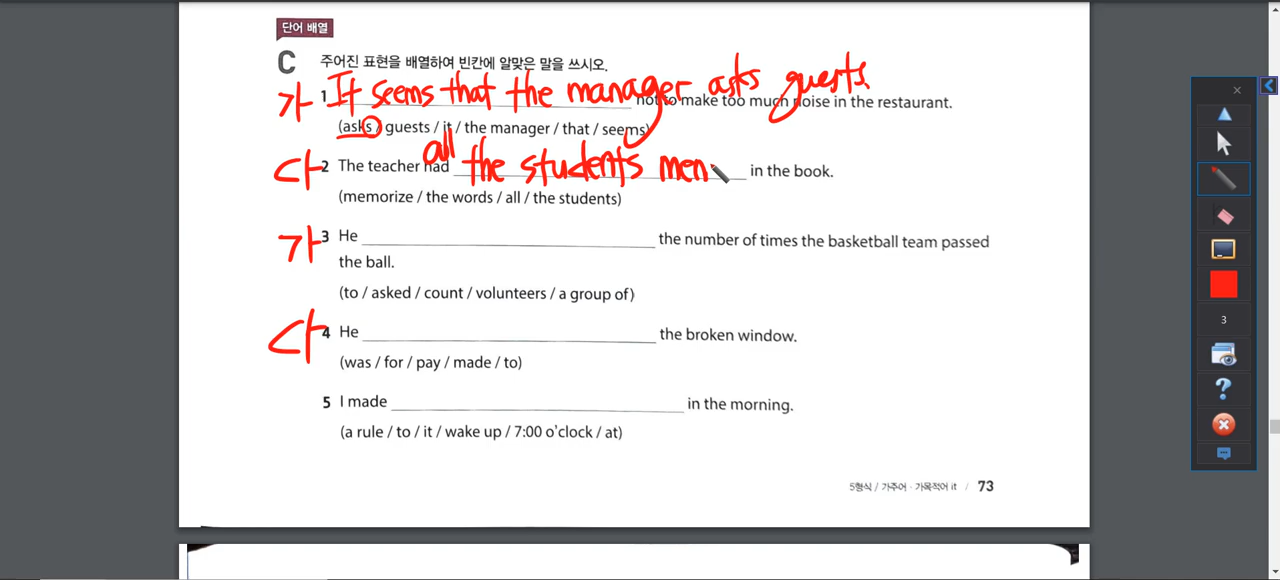 단어 배열
C 주어진 표현을 배열하여 빈칸에 알맞은 말을 쓰시오.
가 1 It seems that the manager asks guests not to make too much noise in the restaurant.
(asks / guests / it / the manager / that / seems)
다 2 The teacher had all the students mem in the book.
(memorize / the words / all / the students)
가 3 He the number of times the basketball team passed
the ball.
(to / asked / count / volunteers / a group of)
다 4 He the broken window.
(was / for / pay / made / to)
5 I made in the morning.
(a rule / to / it / wake up / 7:00 o'clock / at)
5형식 / 가주어 · 가목적어 it / 73
3
?